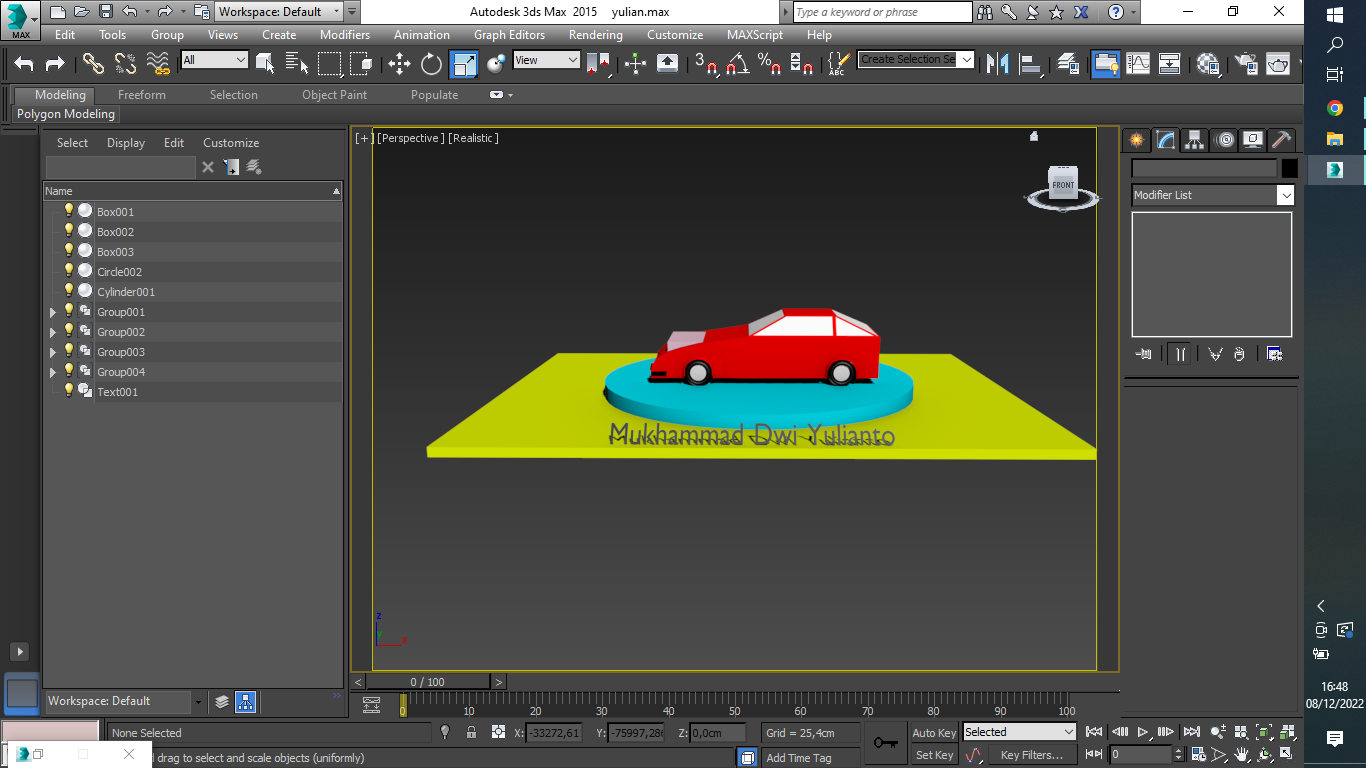 Workspace: Default
Autodesk 3ds Max 2015 yulian.max
Type a keyword or phrase
MAX
Edit Tools Group Views Create Modifiers Animation Graph Editors Rendering Customize MAXScript Help
All
View
3
ABC
Create Selection Se
Modeling Freeform Selection Object Paint Populate
Polygon Modeling
Select Display Edit Customize
[+] [Perspective ] [Realistic ]
FRONT
Modifier List
Name
Box001
Box002
Box003
Circle002
Cylinder001
Group001
Group002
Group003
Group004
Text001
Mukhammad Dwi Yulianto
z
y
x
Workspace: Default
< 0 / 100 >
0 10 20 30 40 50 60 70 80 90 100
None Selected
X: -33272,61
Y: -75997,286
Z: 0,0cm
Grid = 25,4cm
Auto Key
Selected
drag to select and scale objects (uniformly)
Add Time Tag
Set Key
Key Filters...
0
16:48
08/12/2022